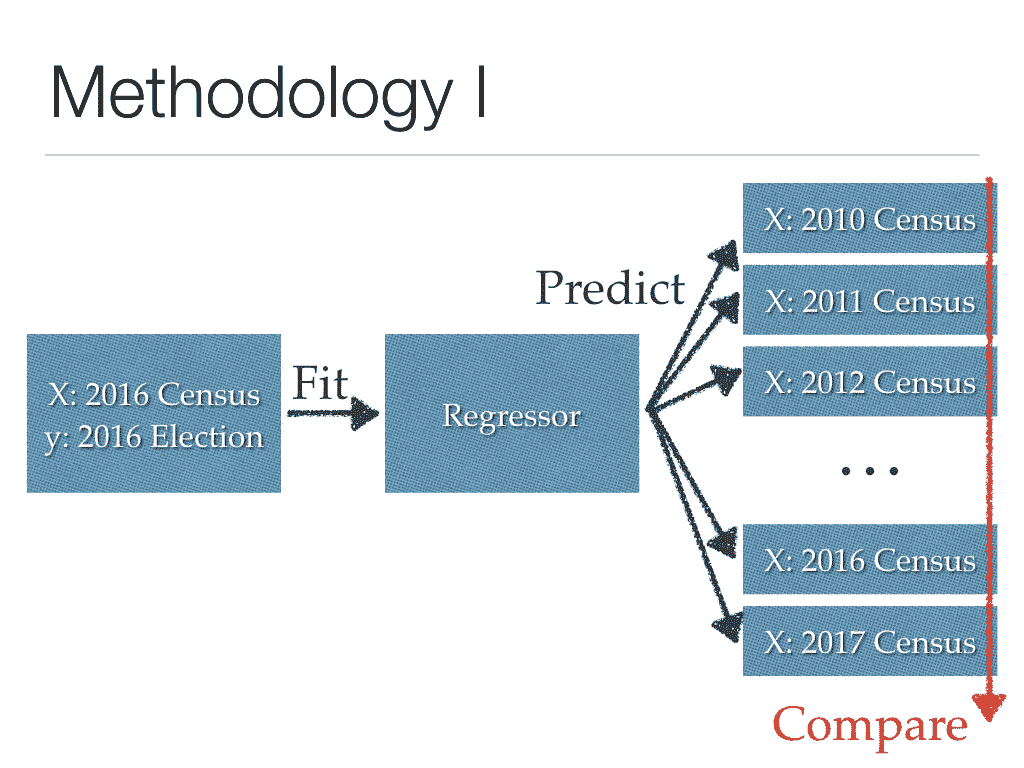 Methodology I
X: 2016 Census
y: 2016 Election
Fit
Regressor
Predict
X: 2010 Census
X: 2011 Census
X: 2012 Census
...
X: 2016 Census
X: 2017 Census
Compare